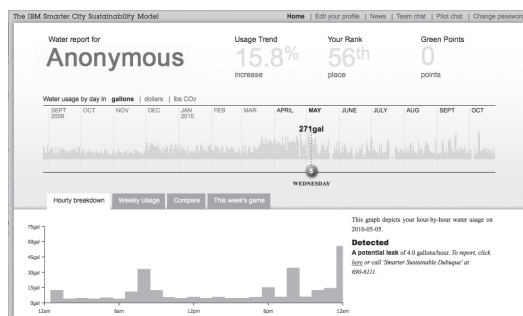 The IBM Smarter City Sustainability Model
Home | Edit your profile | News | Team chat | Pilot chat | Change password
Water report for
Anonymous
Usage Trend
15.8%
increase
Your Rank
56th
place
Green Points
0
points
Water usage by day in gallons | dollars | lbs CO2
SEPT 2009 OCT NOV DEC JAN 2010 FEB MAR APRIL MAY JUNE JULY AUG SEPT OCT
271gal
5
WEDNESDAY
Hourly breakdown Weekly Usage Compare This week's game
75gal
60gal
45gal
30gal
15gal
0gal
12am 6am 12pm 6pm 12am
This graph depicts your hour-by-hour water usage on
2010-05-05.
Detected
A potential leak of 4.0 gallons/hour. To report, click
here or call 'Smarter Sustainable Dubuque' at
690-6111.